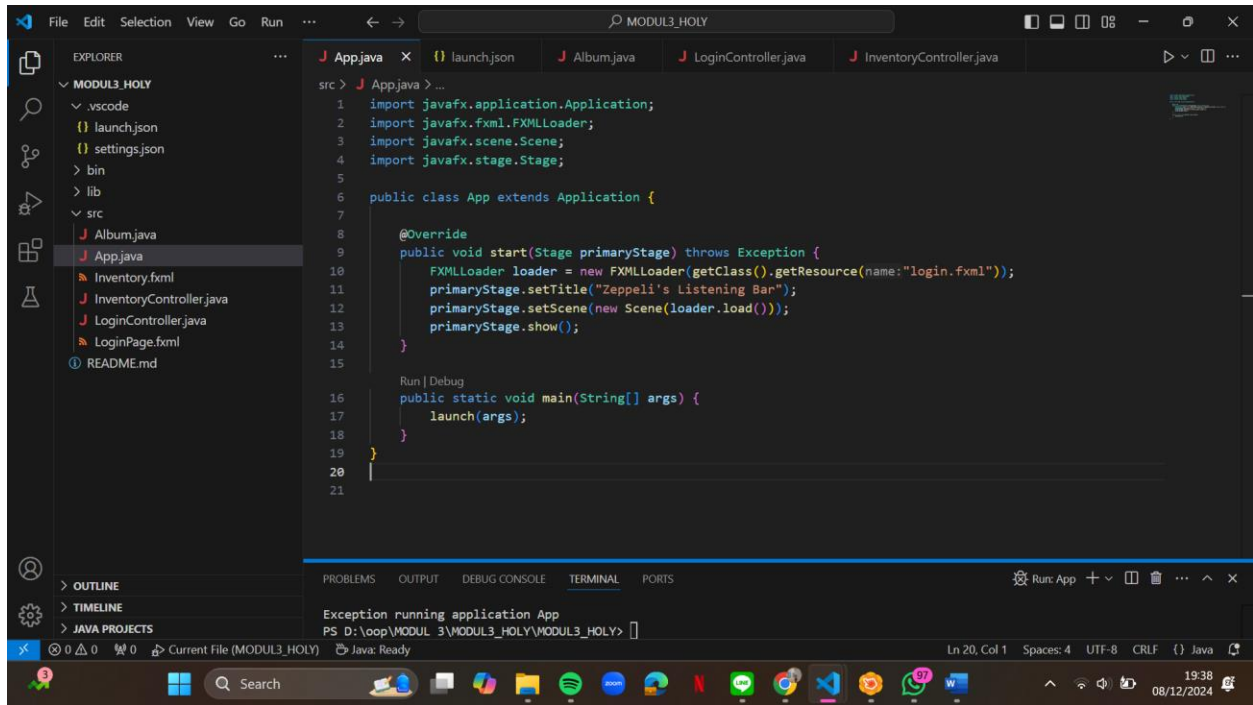 File Edit Selection View Go Run ··· MODUL3_HOLY
EXPLORER ···
MODUL3_HOLY
.vscode
{} launch.json
{} settings.json
bin
lib
src
J Album.java
J App.java
Inventory.fxml
J InventoryController.java
J LoginController.java
LoginPage.fxml
README.md
OUTLINE
TIMELINE
JAVA PROJECTS
J App.java × {} launch.json J Album.java J LoginController.java J InventoryController.java
src > J App.java > ...
1 import javafx.application.Application;
2 import javafx.fxml.FXMLLoader;
3 import javafx.scene.Scene;
4 import javafx.stage.Stage;
5
6 public class App extends Application {
7
8 @Override
9 public void start(Stage primaryStage) throws Exception {
10 FXMLLoader loader = new FXMLLoader(getClass().getResource(name:"login.fxml"));
11 primaryStage.setTitle("Zeppeli's Listening Bar");
12 primaryStage.setScene(new Scene(loader.load()));
13 primaryStage.show();
14 }
15
Run | Debug
16 public static void main(String[] args) {
17 launch(args);
18 }
19 }
20
21
PROBLEMS OUTPUT DEBUG CONSOLE TERMINAL PORTS Run: App
Exception running application App
PS D:\oop\MODUL 3\MODUL3_HOLY\MODUL3_HOLY>
0 0 0 Current File (MODUL3_HOLY) Java: Ready Ln 20, Col 1 Spaces: 4 UTF-8 CRLF {} Java
3 Search zoom N LINE 97 W 19:38
08/12/2024